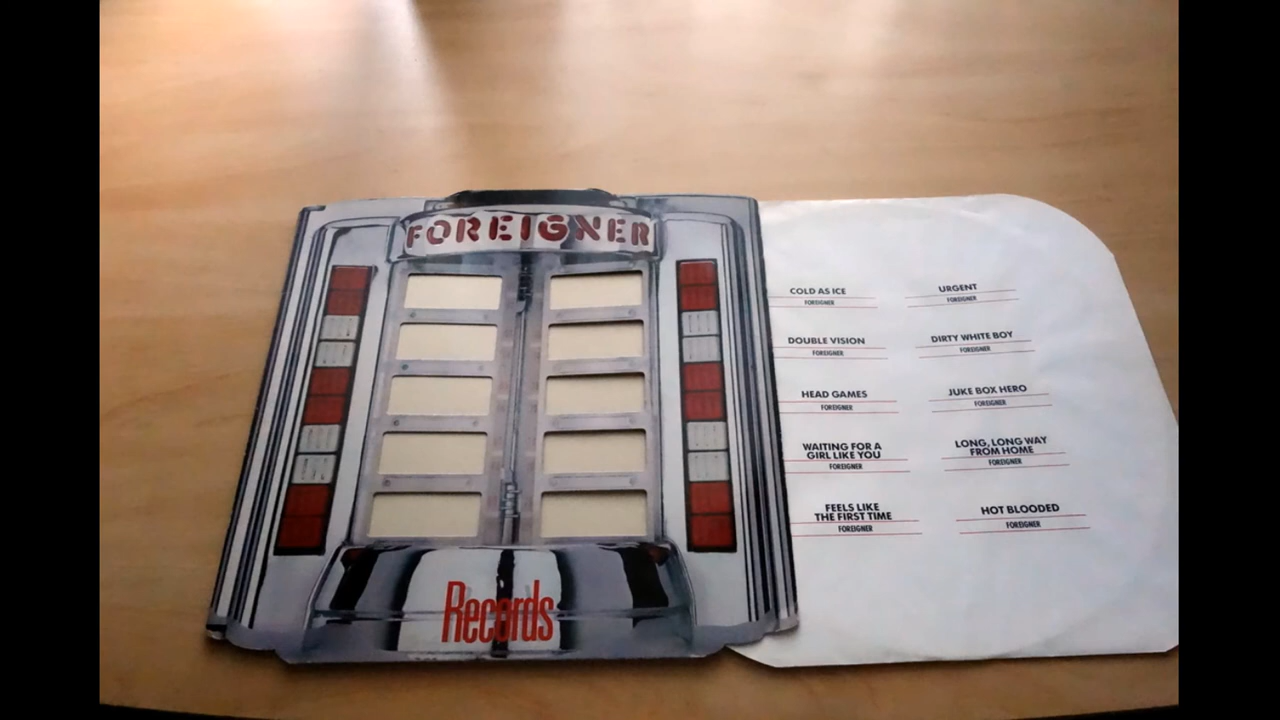 FOREIGNER
Records
COLD AS ICE
FOREIGNER
URGENT
FOREIGNER
DOUBLE VISION
FOREIGNER
DIRTY WHITE BOY
FOREIGNER
HEAD GAMES
FOREIGNER
JUKE BOX HERO
FOREIGNER
WAITING FOR A
GIRL LIKE YOU
FOREIGNER
LONG, LONG WAY
FROM HOME
FOREIGNER
FEELS LIKE
THE FIRST TIME
FOREIGNER
HOT BLOODED
FOREIGNER